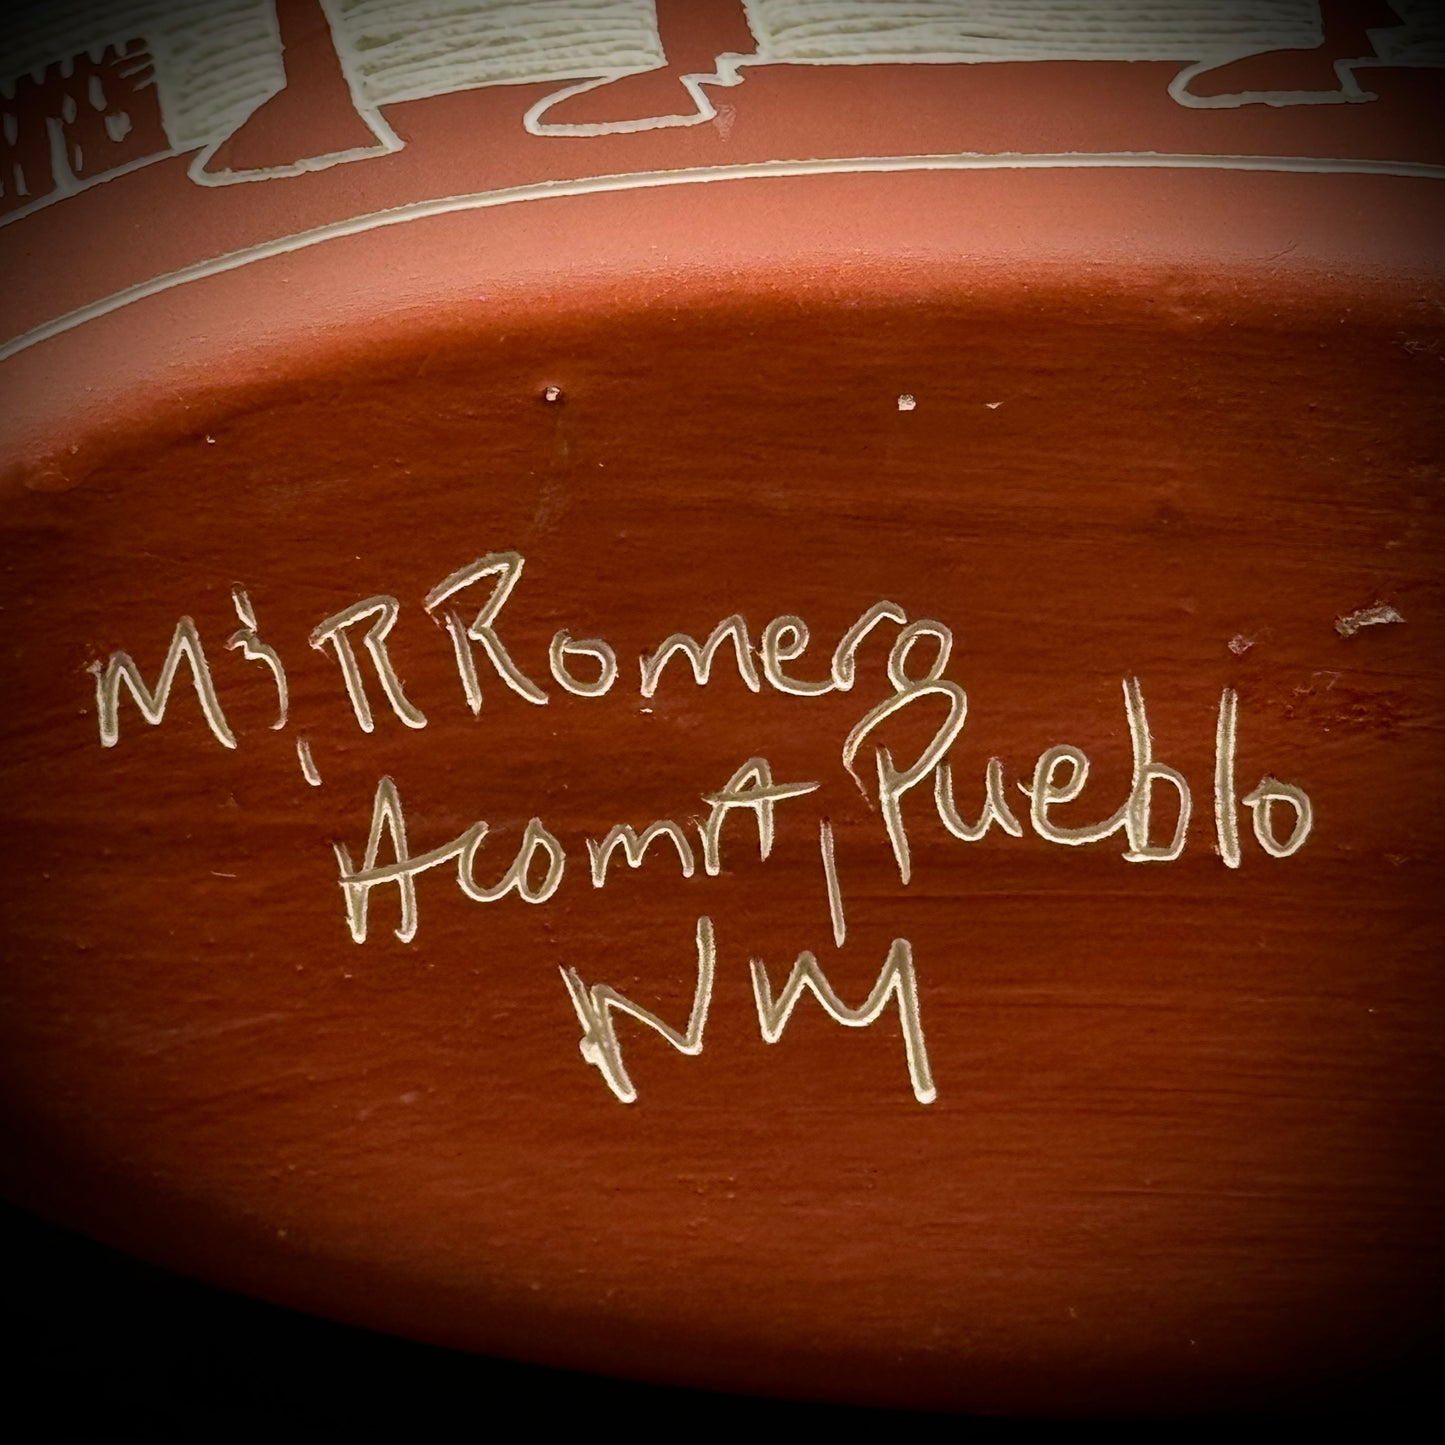 M & R Romero
Acoma, Pueblo
NM